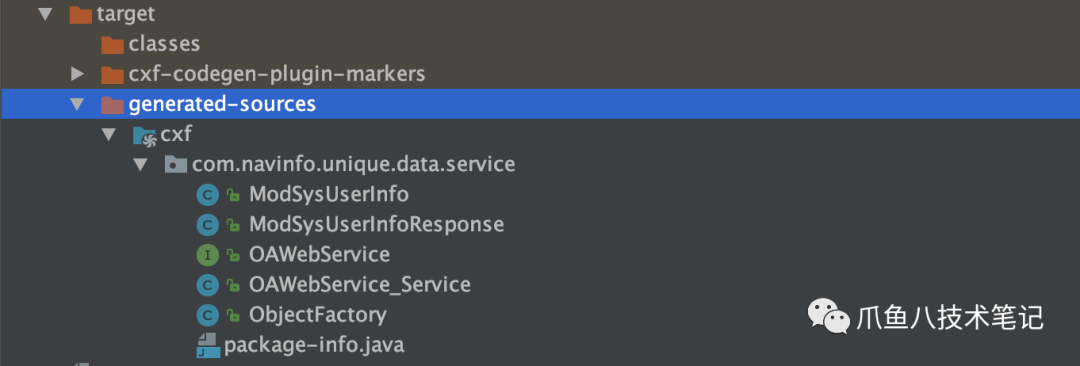 target
classes
cxf-codegen-plugin-markers
generated-sources
cxf
com.navinfo.unique.data.service
ModSysUserInfo
ModSysUserInfoResponse
OAWebService
OAWebService_Service
ObjectFactory
package-info.java
爪鱼八技术笔记